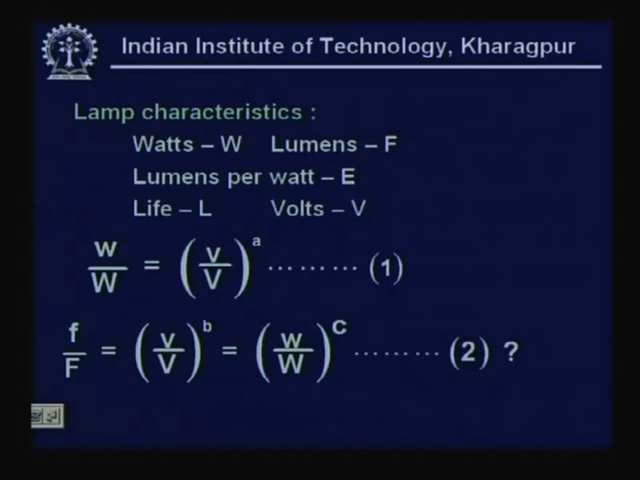 Indian Institute of Technology, Kharagpur
Lamp characteristics :
Watts – W Lumens – F
Lumens per watt – E
Life – L Volts – V
w/W = (v/V)^a ……… (1)
f/F = (v/V)^b = (w/W)^C ……… (2) ?